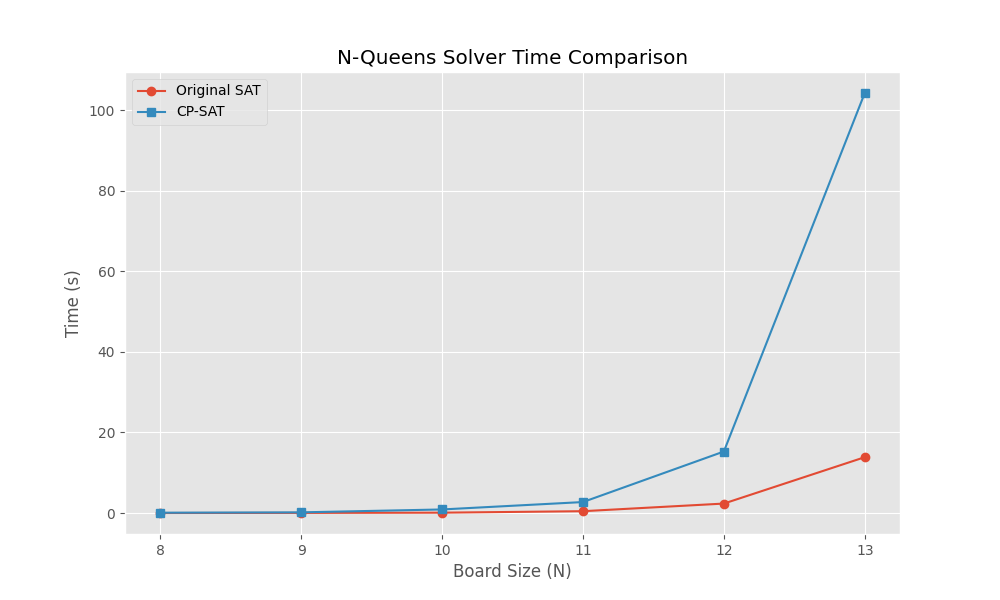 N-Queens Solver Time Comparison
Original SAT
CP-SAT
Time (s)
100
80
60
40
20
0
8 9 10 11 12 13
Board Size (N)